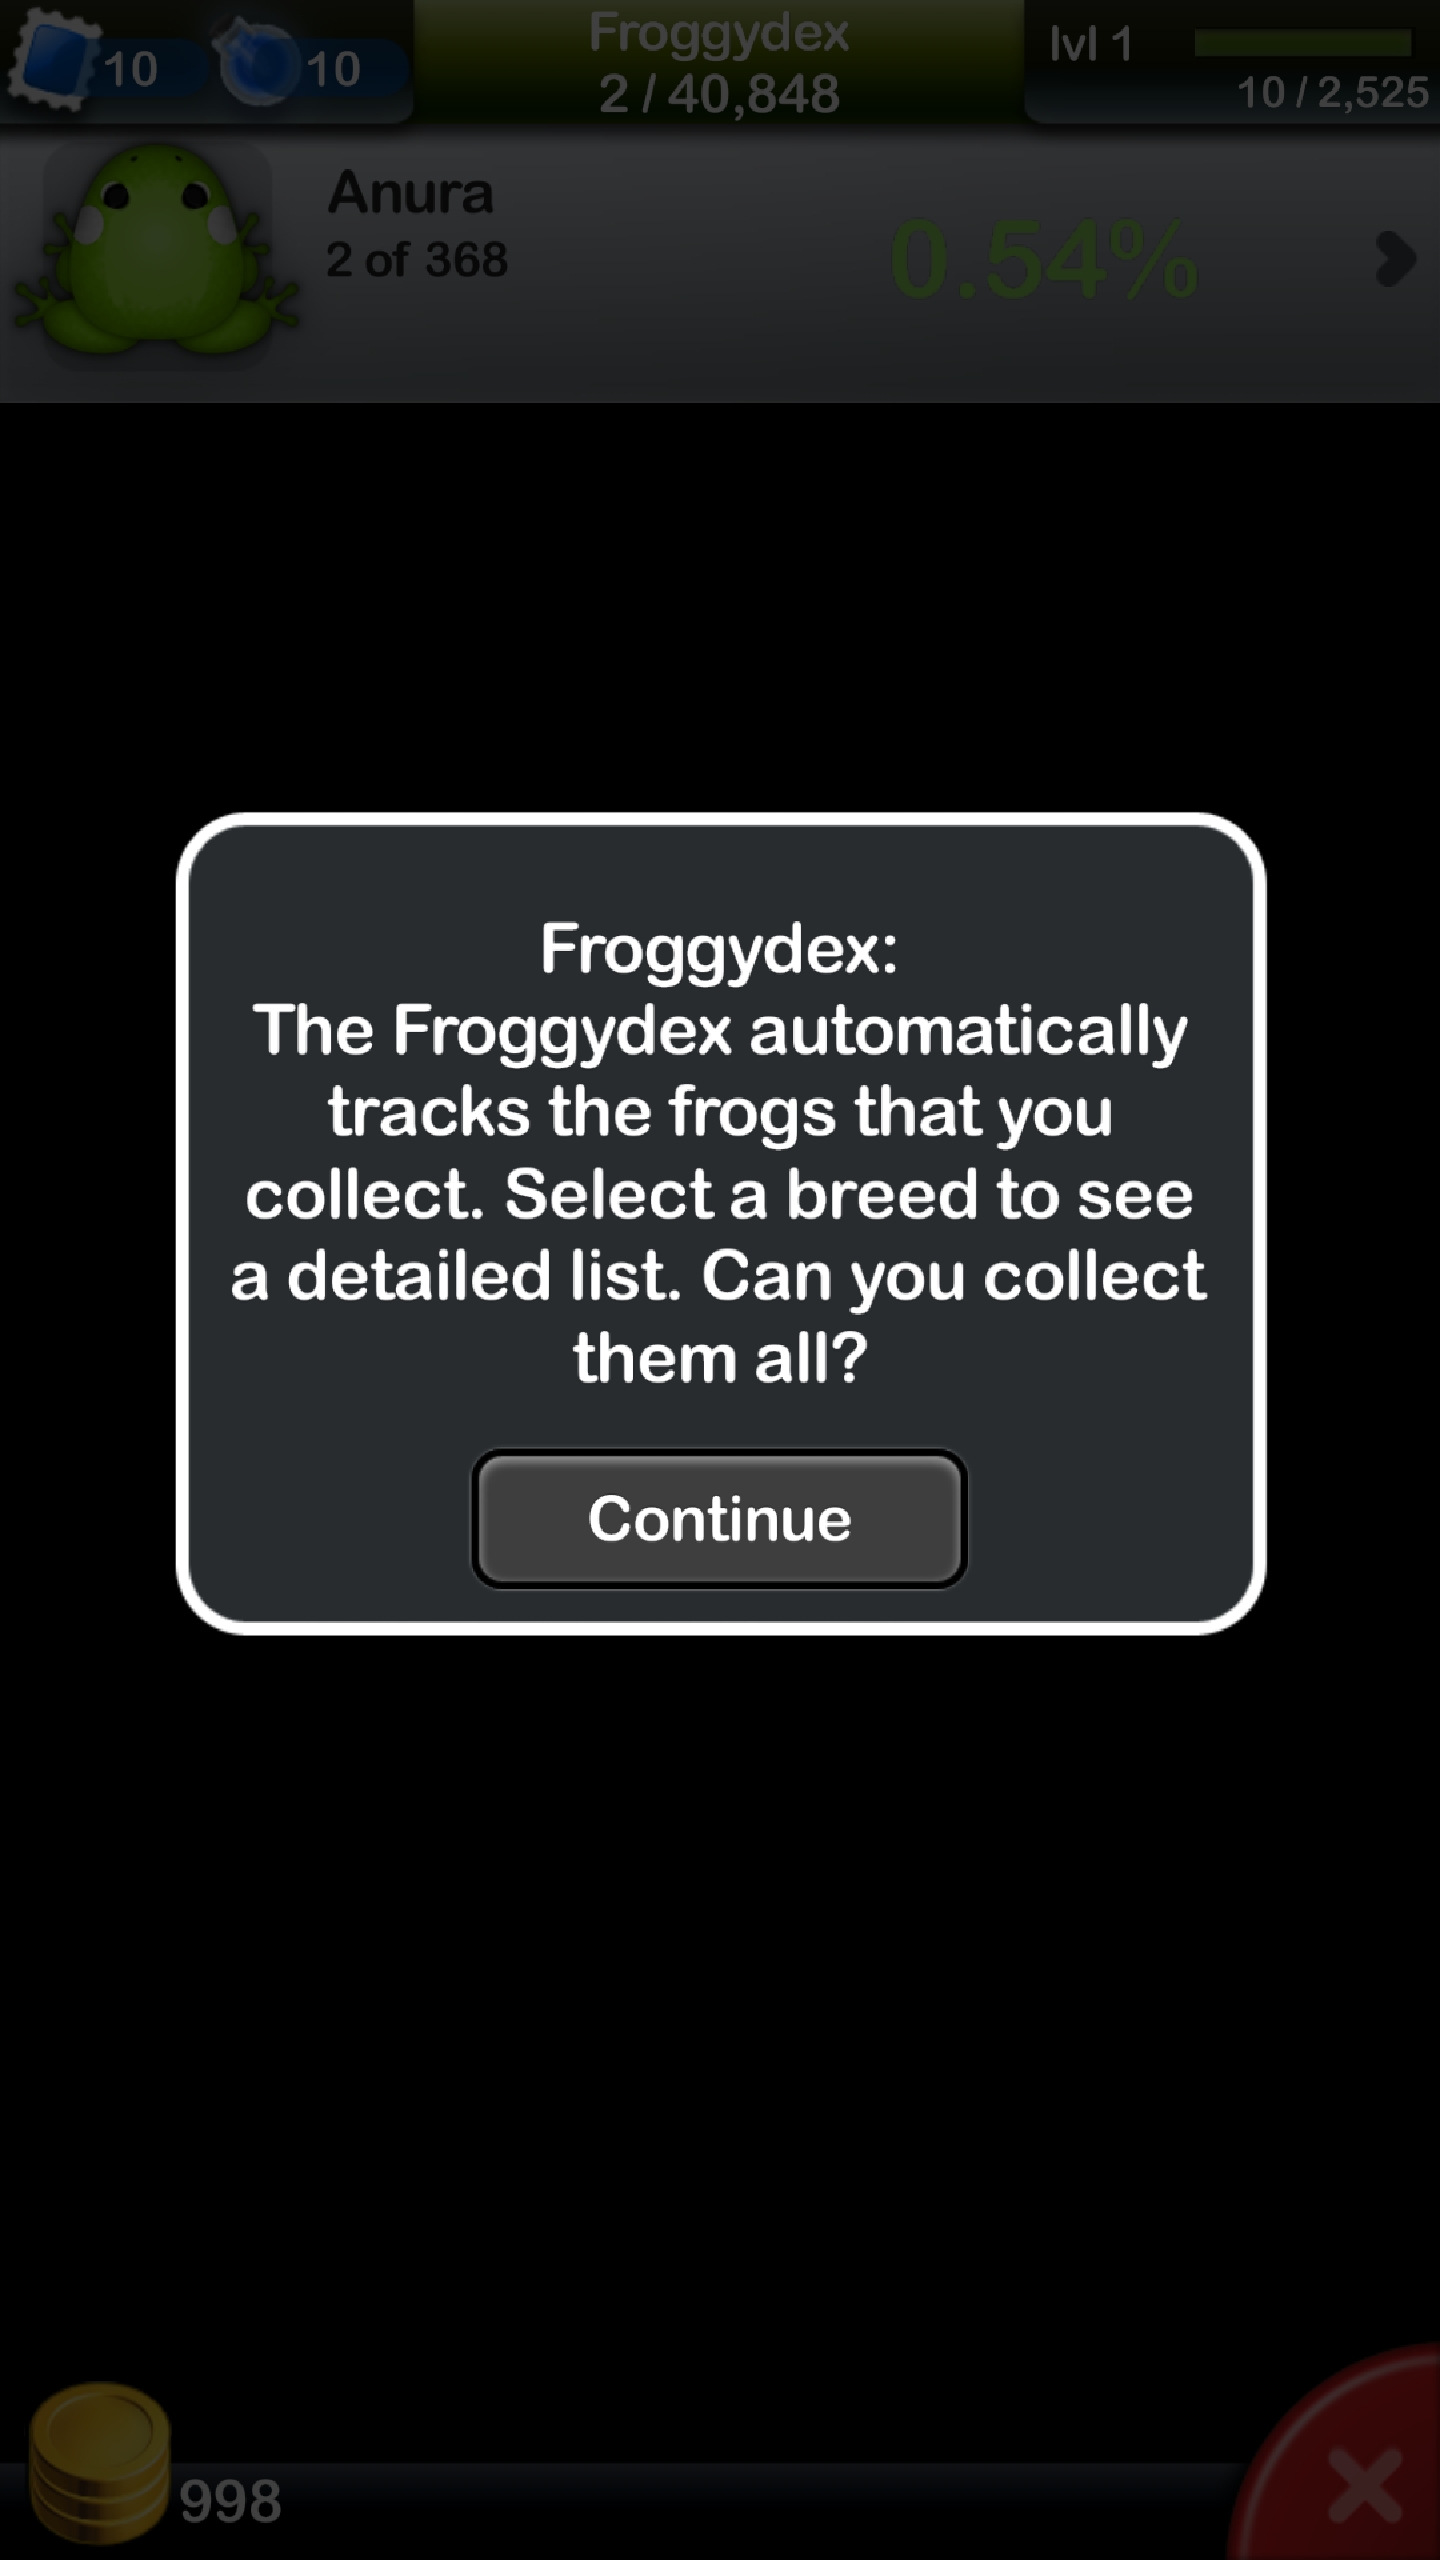 10
10
Froggydex
2 / 40,848
lvl 1
10 / 2,525
Anura
2 of 368
0.54%
Froggydex:
The Froggydex automatically
tracks the frogs that you
collect. Select a breed to see
a detailed list. Can you collect
them all?
Continue
998